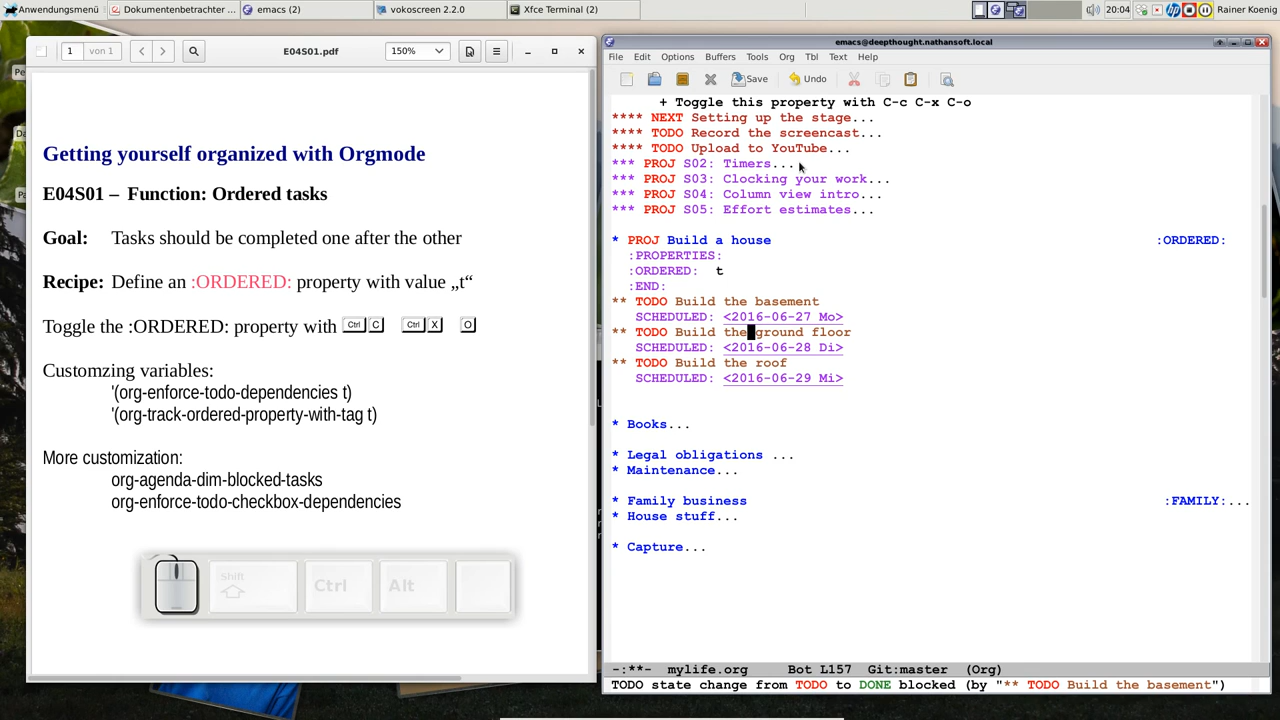 Anwendungsmenü
Dokumentenbetrachter ...
emacs (2)
vokoscreen 2.2.0
Xfce Terminal (2)
20:04
Rainer Koenig
1 von 1
E04S01.pdf
150%
Getting yourself organized with Orgmode
E04S01 – Function: Ordered tasks
Goal: Tasks should be completed one after the other
Recipe: Define an :ORDERED: property with value „t“
Toggle the :ORDERED: property with Ctrl C Ctrl X O
Customzing variables:
'(org-enforce-todo-dependencies t)
'(org-track-ordered-property-with-tag t)
More customization:
org-agenda-dim-blocked-tasks
org-enforce-todo-checkbox-dependencies
Shift Ctrl Alt
emacs@deepthought.nathansoft.local
File Edit Options Buffers Tools Org Tbl Text Help
Save Undo
+ Toggle this property with C-c C-x C-o
**** NEXT Setting up the stage...
**** TODO Record the screencast...
**** TODO Upload to YouTube...
*** PROJ S02: Timers...
*** PROJ S03: Clocking your work...
*** PROJ S04: Column view intro...
*** PROJ S05: Effort estimates...
* PROJ Build a house :ORDERED:
:PROPERTIES:
:ORDERED: t
:END:
** TODO Build the basement
SCHEDULED: <2016-06-27 Mo>
** TODO Build the ground floor
SCHEDULED: <2016-06-28 Di>
** TODO Build the roof
SCHEDULED: <2016-06-29 Mi>
* Books...
* Legal obligations ...
* Maintenance...
* Family business :FAMILY:...
* House stuff...
* Capture...
-:**- mylife.org Bot L157 Git:master (Org)
TODO state change from TODO to DONE blocked (by "** TODO Build the basement")